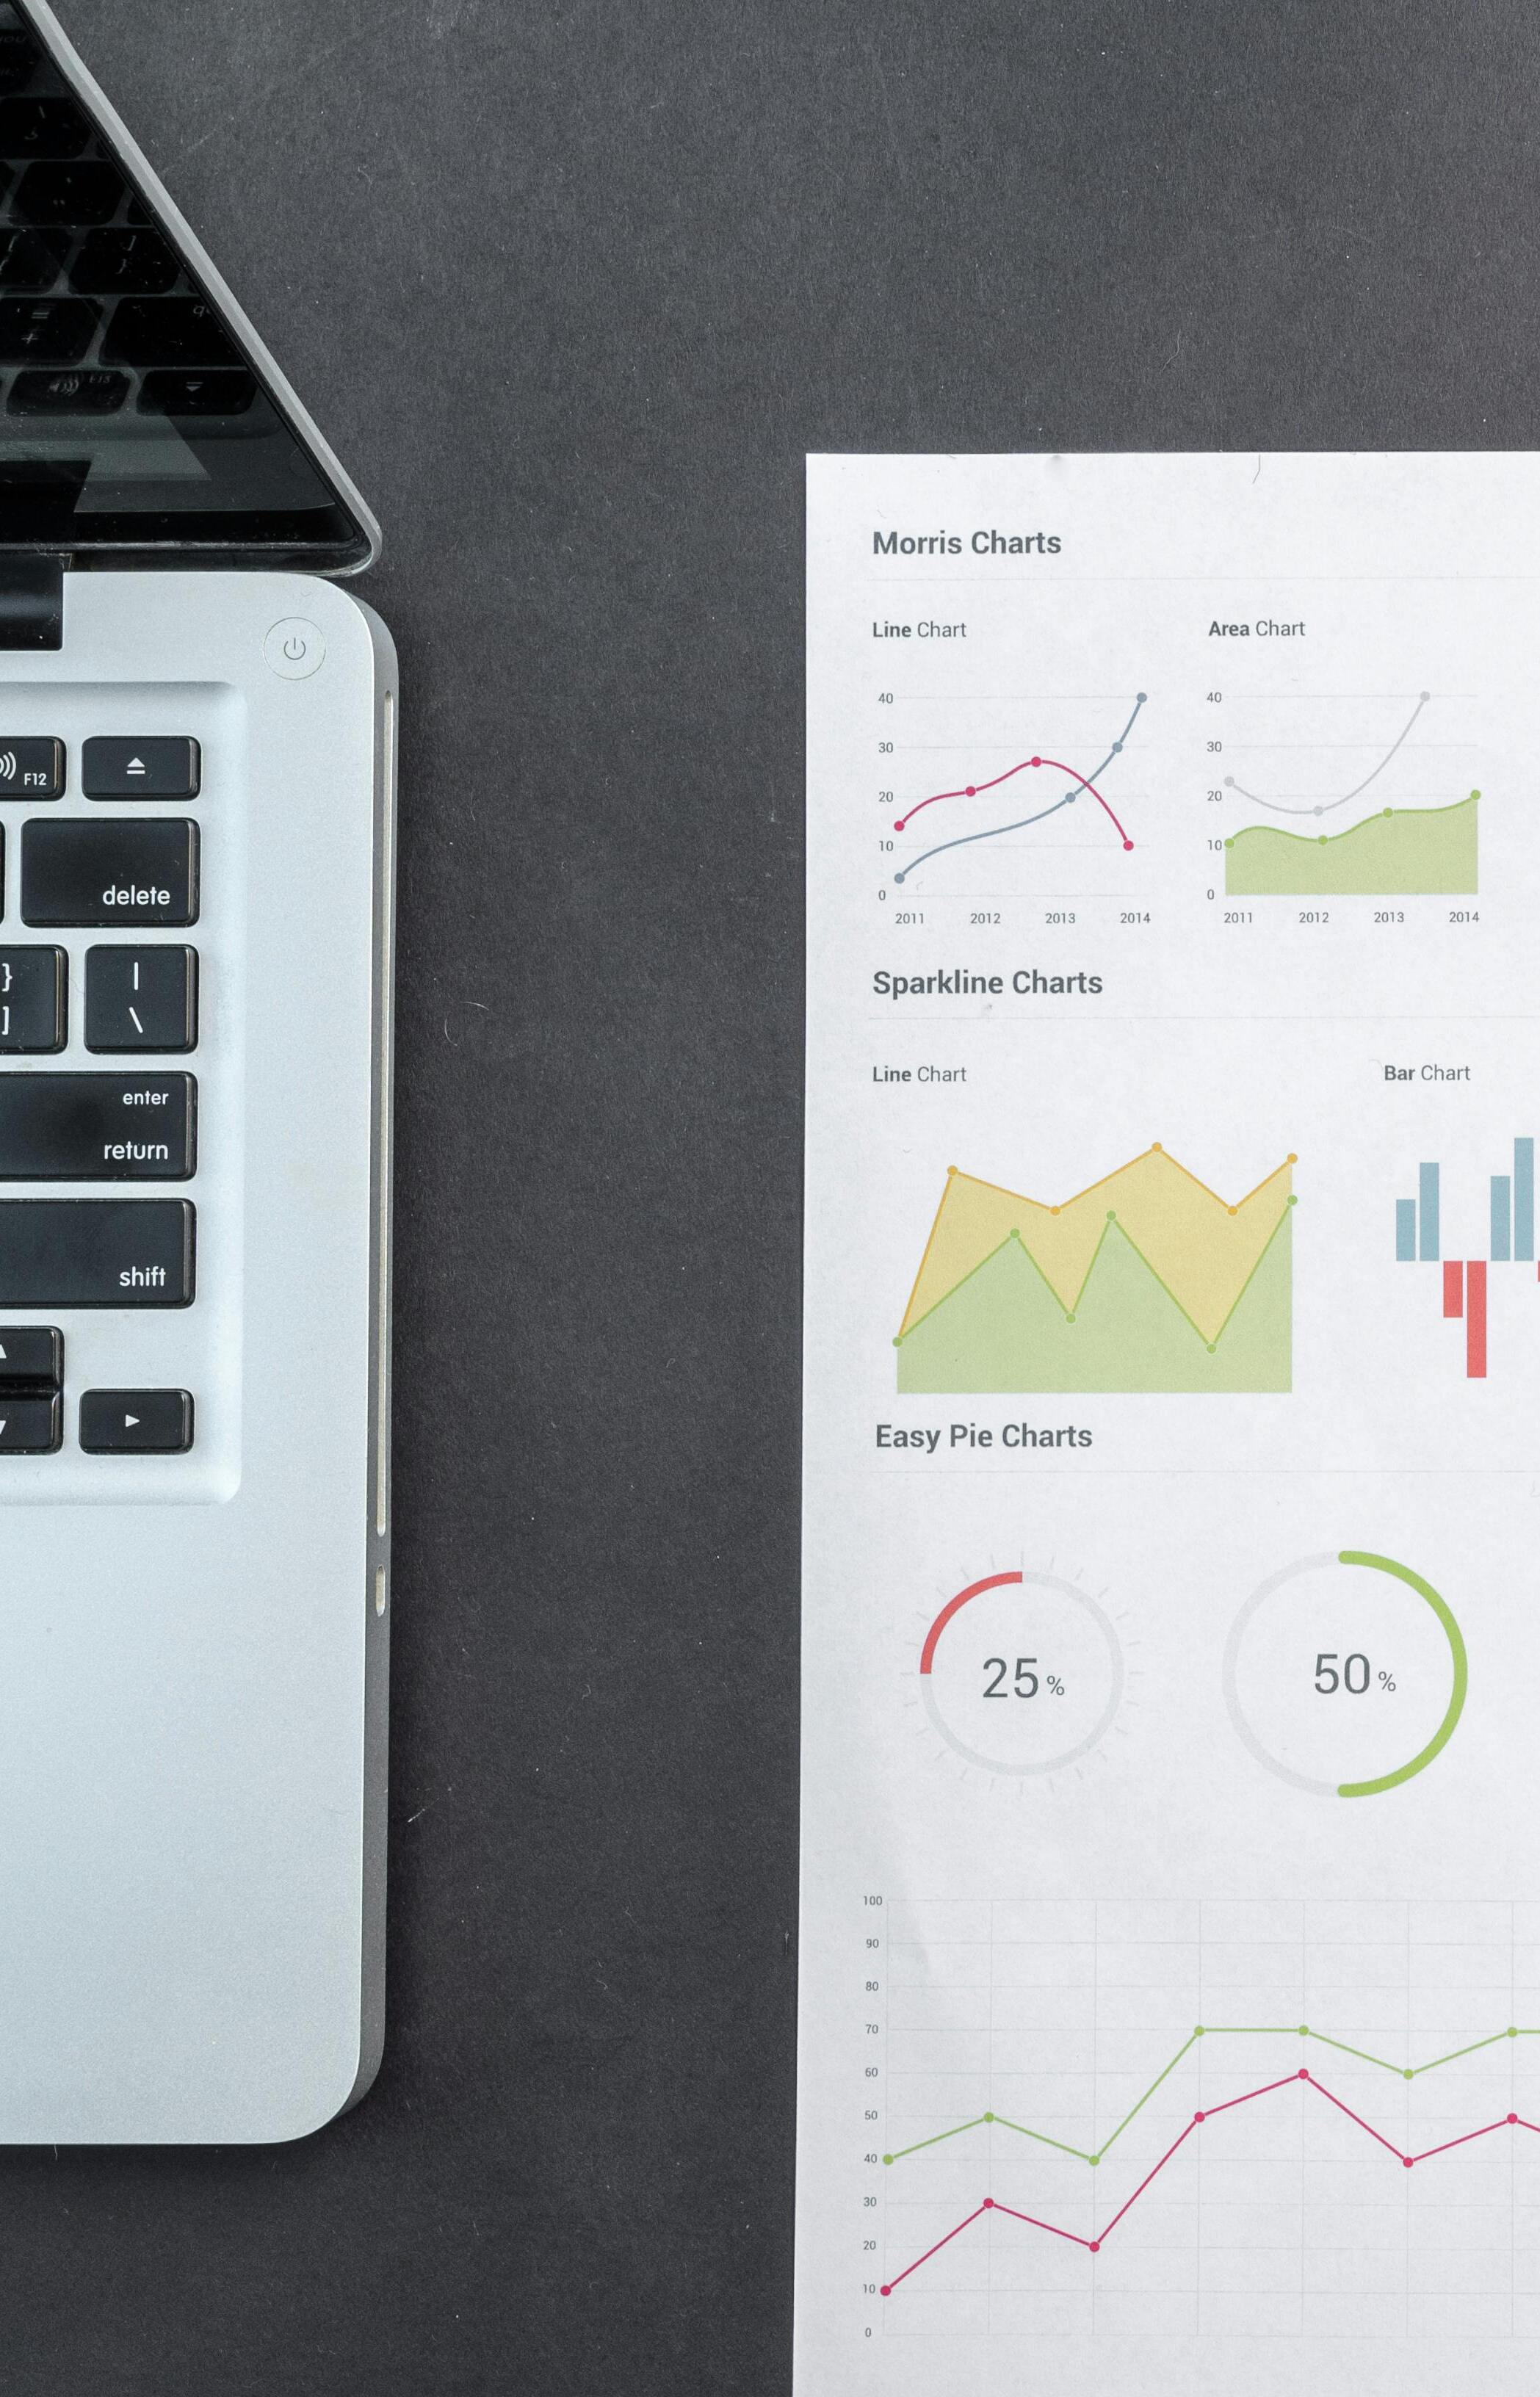 F12
delete
}
]
|
\
enter
return
shift
Morris Charts
Line Chart
Area Chart
40
30
20
10
0
2011 2012 2013 2014
40
30
20
10
0
2011 2012 2013 2014
Sparkline Charts
Line Chart
Bar Chart
Easy Pie Charts
25 %
50 %
100
90
80
70
60
50
40
30
20
10
0